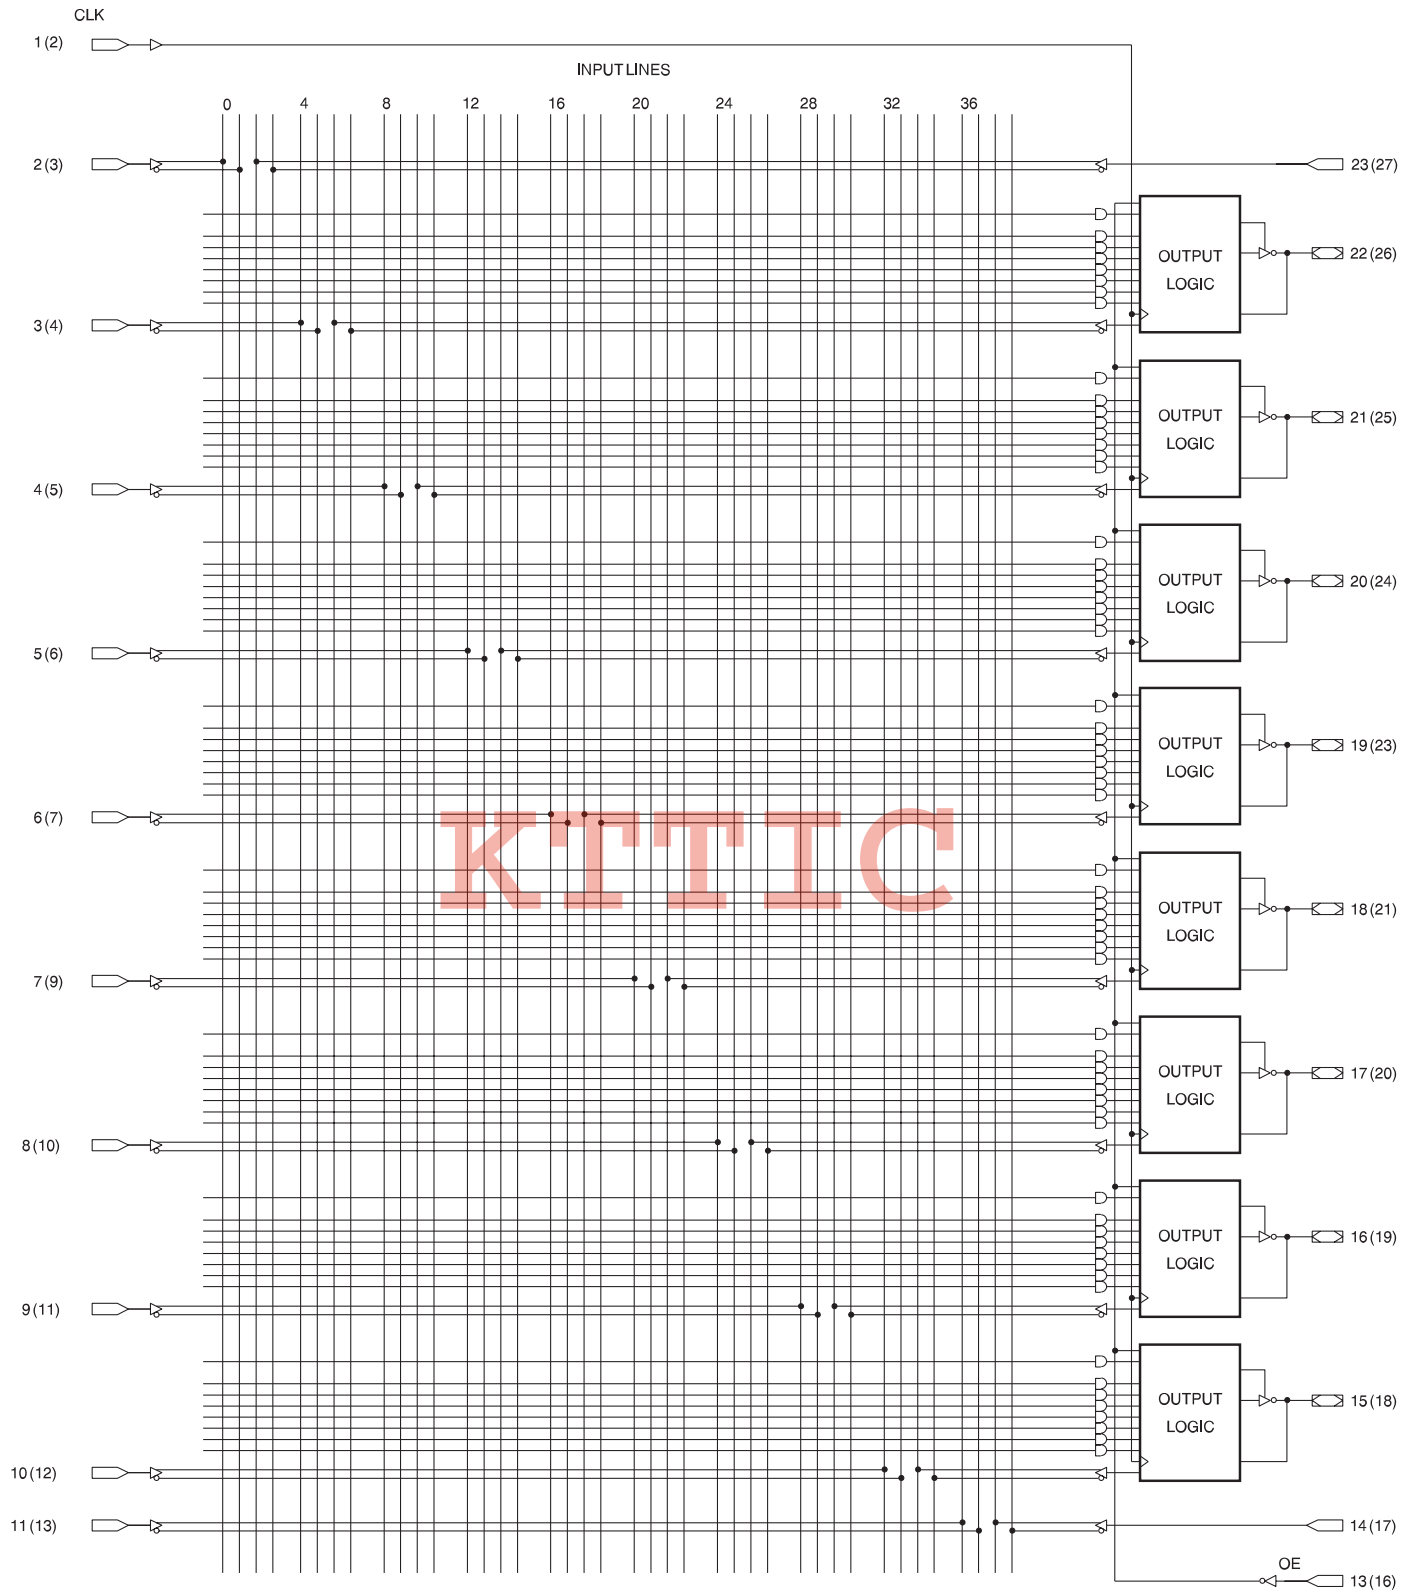 CLK
1(2)
INPUT LINES
0 4 8 12 16 20 24 28 32 36
2(3)
23(27)
OUTPUT
LOGIC
22(26)
3(4)
OUTPUT
LOGIC
21(25)
4(5)
OUTPUT
LOGIC
20(24)
5(6)
OUTPUT
LOGIC
19(23)
6(7)
KTTIC
OUTPUT
LOGIC
18(21)
7(9)
OUTPUT
LOGIC
17(20)
8(10)
OUTPUT
LOGIC
16(19)
9(11)
OUTPUT
LOGIC
15(18)
10(12)
11(13)
14(17)
OE
13(16)